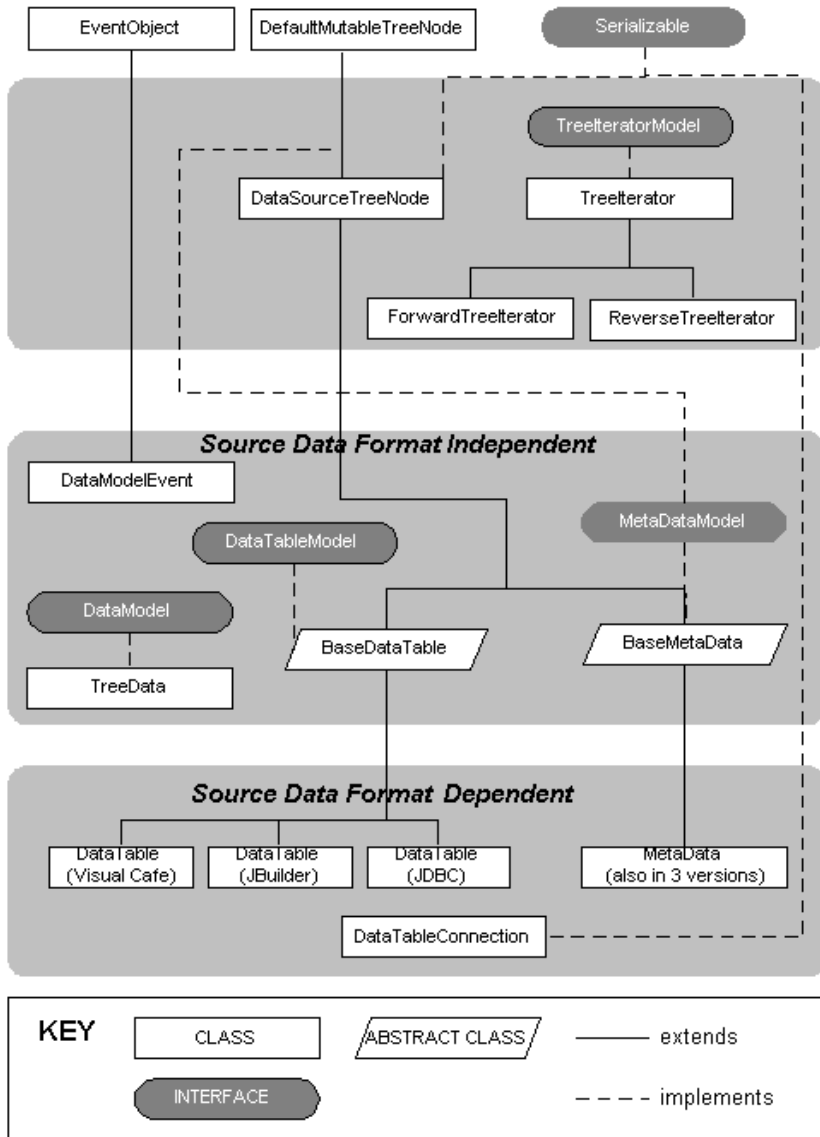 EventObject
DefaultMutableTreeNode
Serializable
TreeIteratorModel
DataSourceTreeNode
TreeIterator
ForwardTreeIterator
ReverseTreeIterator
Source Data Format Independent
DataModelEvent
MetaDataModel
DataTableModel
DataModel
BaseDataTable
BaseMetaData
TreeData
Source Data Format Dependent
DataTable
(Visual Cafe)
DataTable
(JBuilder)
DataTable
(JDBC)
MetaData
(also in 3 versions)
DataTableConnection
KEY
CLASS
ABSTRACT CLASS
extends
INTERFACE
implements